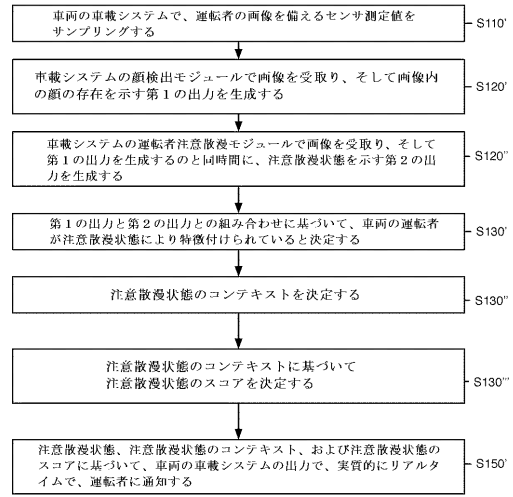 車両の車載システムで、運転者の画像を備えるセンサ測定値を
サンプリングする
S110'
車載システムの顔検出モジュールで画像を受取り、そして画像内
の顔の存在を示す第1の出力を生成する
S120'
車載システムの運転者注意散漫モジュールで画像を受取り、そして
第1の出力を生成するのと同時に、注意散漫状態を示す第2の出
力を生成する
S120''
第1の出力と第2の出力との組み合わせに基づいて、車両の運転者
が注意散漫状態により特徴付けられていると決定する
S130'
注意散漫状態のコンテキストを決定する
S130''
注意散漫状態のコンテキストに基づいて
注意散漫状態のスコアを決定する
S130'''
注意散漫状態、注意散漫状態のコンテキスト、および注意散漫状態の
スコアに基づいて、車両の車載システムの出力で、実質的にリアルタ
イムで、運転者に通知する
S150'